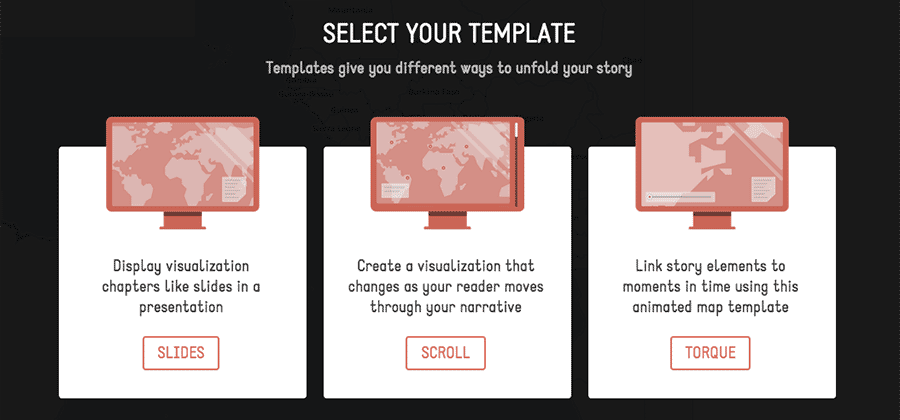 SELECT YOUR TEMPLATE
Templates give you different ways to unfold your story
Display visualization
chapters like slides in a
presentation
SLIDES
Create a visualization that
changes as your reader moves
through your narrative
SCROLL
Link story elements to
moments in time using this
animated map template
TORQUE